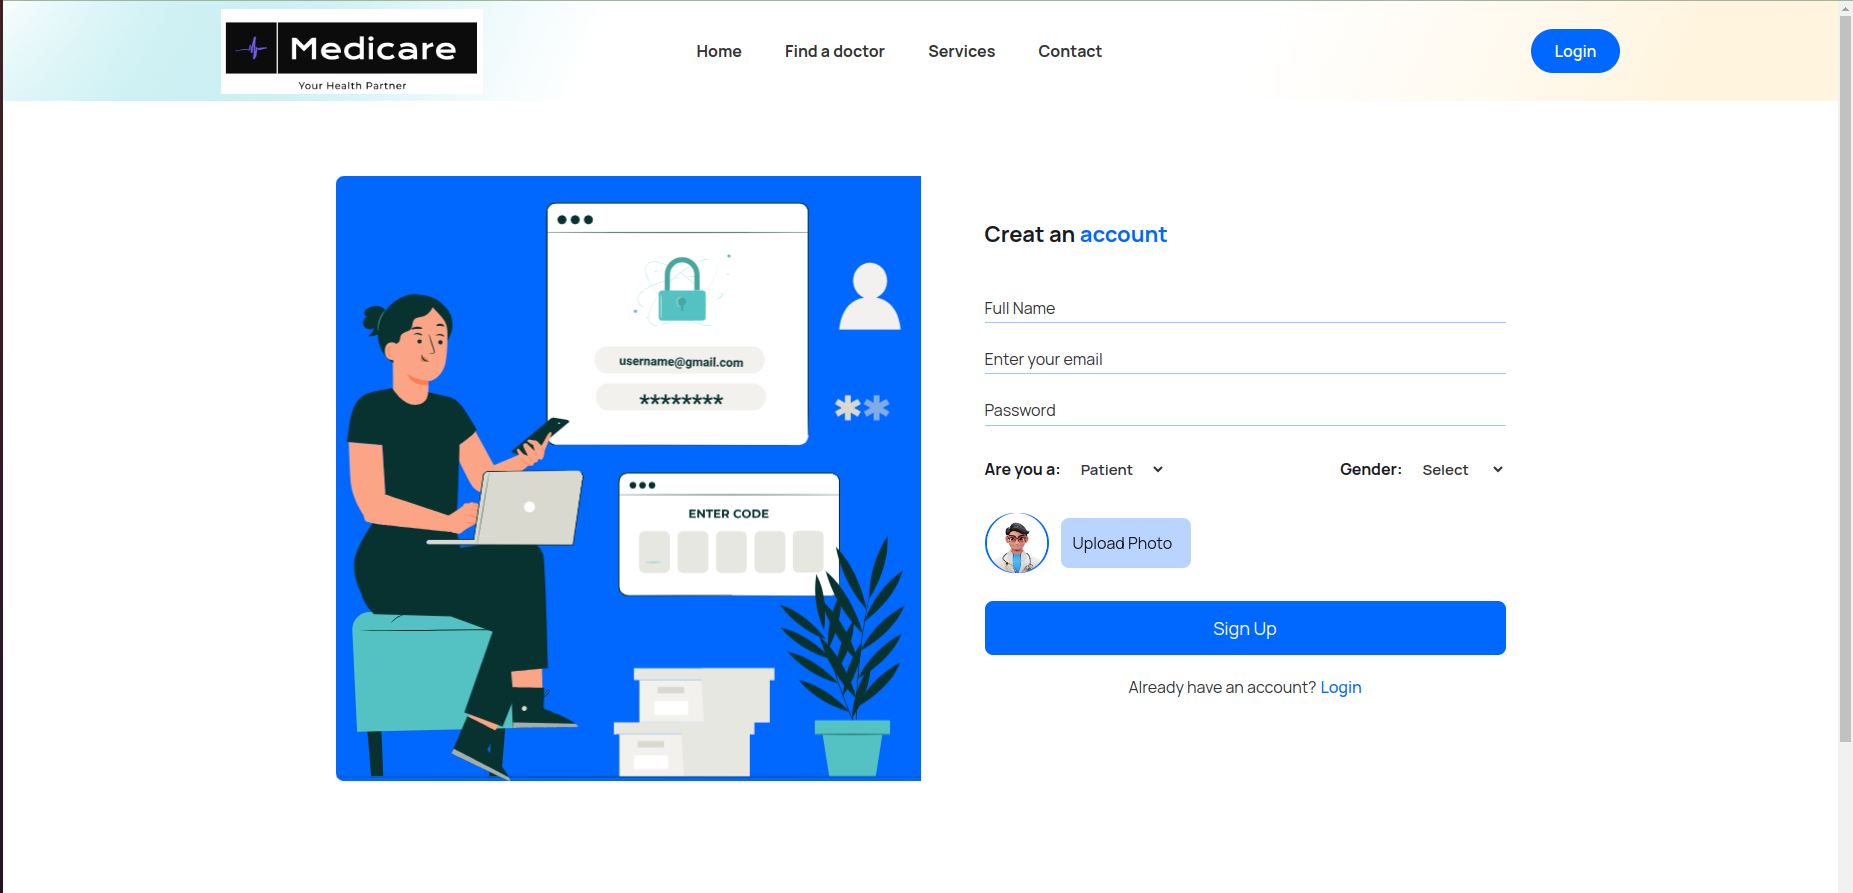 Medicare
Your Health Partner
Home Find a doctor Services Contact
Login
username@gmail.com
********
**
ENTER CODE
Creat an account
Full Name
Enter your email
Password
Are you a: Patient Gender: Select
Upload Photo
Sign Up
Already have an account? Login